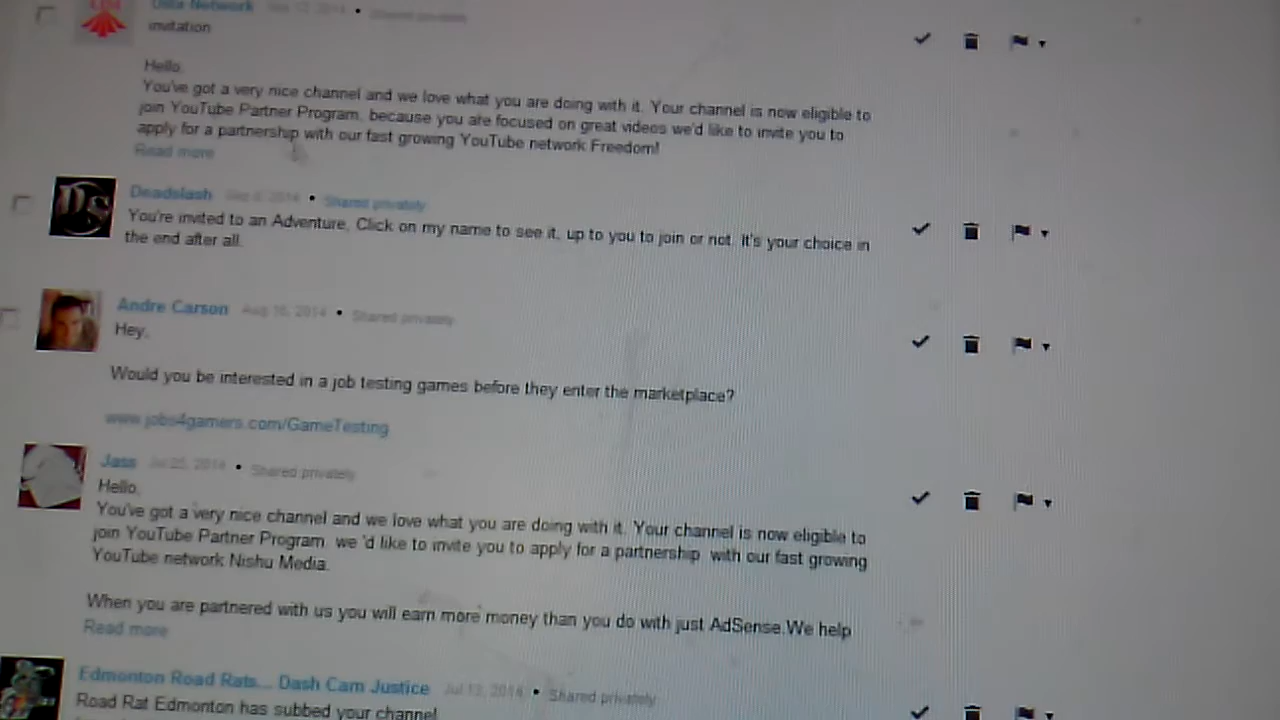 Network Sep 12, 2014 • Shared privately
invitation
Hello,
You've got a very nice channel and we love what you are doing with it. Your channel is now eligible to
join YouTube Partner Program, because you are focused on great videos we'd like to invite you to
apply for a partnership with our fast growing YouTube network Freedom!
Read more
Deadslash 2014 • Shared privately
You're invited to an Adventure, Click on my name to see it, up to you to join or not. It's your choice in
the end after all.
Andre Carson Aug 16, 2014 • Shared privately
Hey,
Would you be interested in a job testing games before they enter the marketplace?
www.jobs4gamers.com/GameTesting
Jass Jul 2014 • Shared privately
Hello,
You've got a very nice channel and we love what you are doing with it. Your channel is now eligible to
join YouTube Partner Program. we 'd like to invite you to apply for a partnership with our fast growing
YouTube network Nishu Media.
When you are partnered with us you will earn more money than you do with just AdSense.We help
Read more
Edmonton Road Rats... Dash Cam Justice Jul 13, 2014 • Shared privately
Road Rat Edmonton has subbed your channel